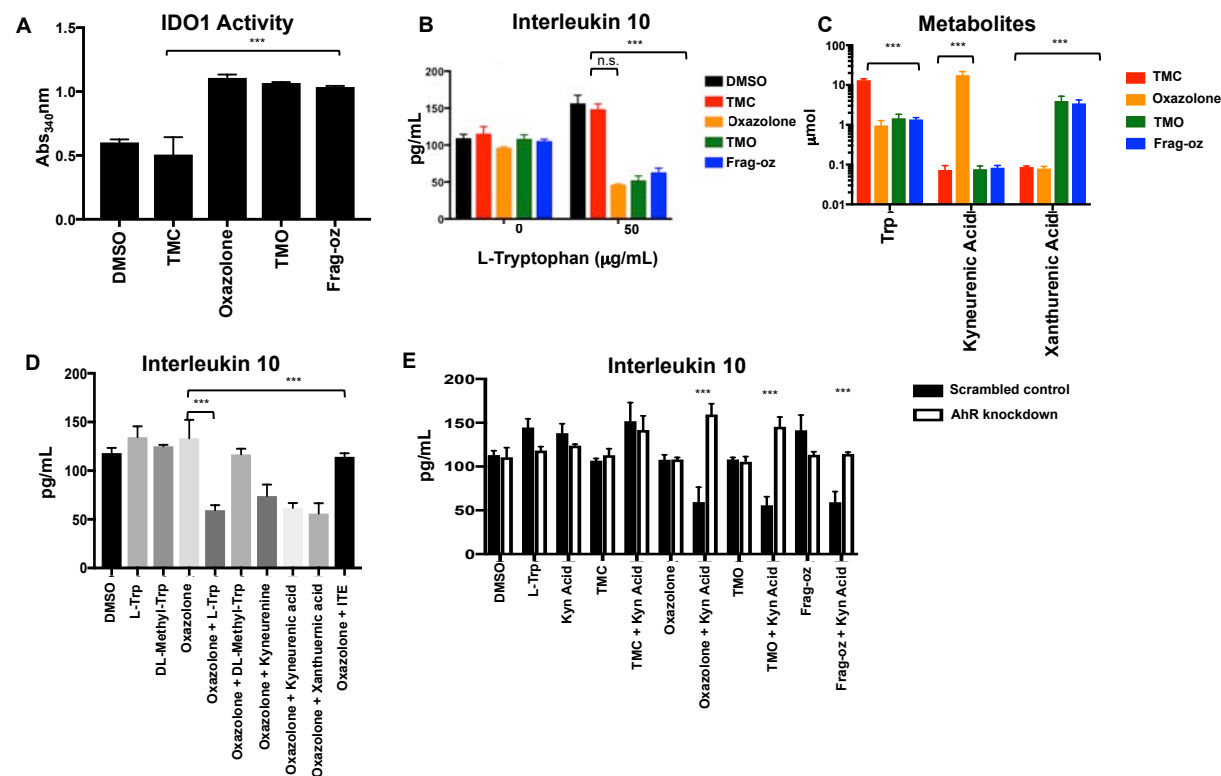 A
IDO1 Activity
***
1.5
1.0
0.5
0.0
Abs340nm
DMSO
TMC
Oxazolone
TMO
Frag-oz
B
Interleukin 10
***
n.s.
200
150
100
50
0
pg/mL
0
50
L-Tryptophan (μg/mL)
DMSO
TMC
Oxazolone
TMO
Frag-oz
C
Metabolites
***
***
***
100
10
1
0.1
0.01
μmol
Trp
Kyneurenic Acid
Xanthurenic Acid
TMC
Oxazolone
TMO
Frag-oz
D
Interleukin 10
***
***
200
150
100
50
0
pg/mL
DMSO
L-Trp
DL-Methyl-Trp
Oxazolone
Oxazolone + L-Trp
Oxazolone + DL-Methyl-Trp
Oxazolone + Kyneurenine
Oxazolone + Kyneurenic acid
Oxazolone + Xanthuernic acid
Oxazolone + ITE
E
Interleukin 10
***
***
***
200
150
100
50
0
pg/mL
DMSO
L-Trp
Kyn Acid
TMC
TMC + Kyn Acid
Oxazolone
Oxazolone + Kyn Acid
TMO
TMO + Kyn Acid
Frag-oz
Frag-oz + Kyn Acid
Scrambled control
AhR knockdown